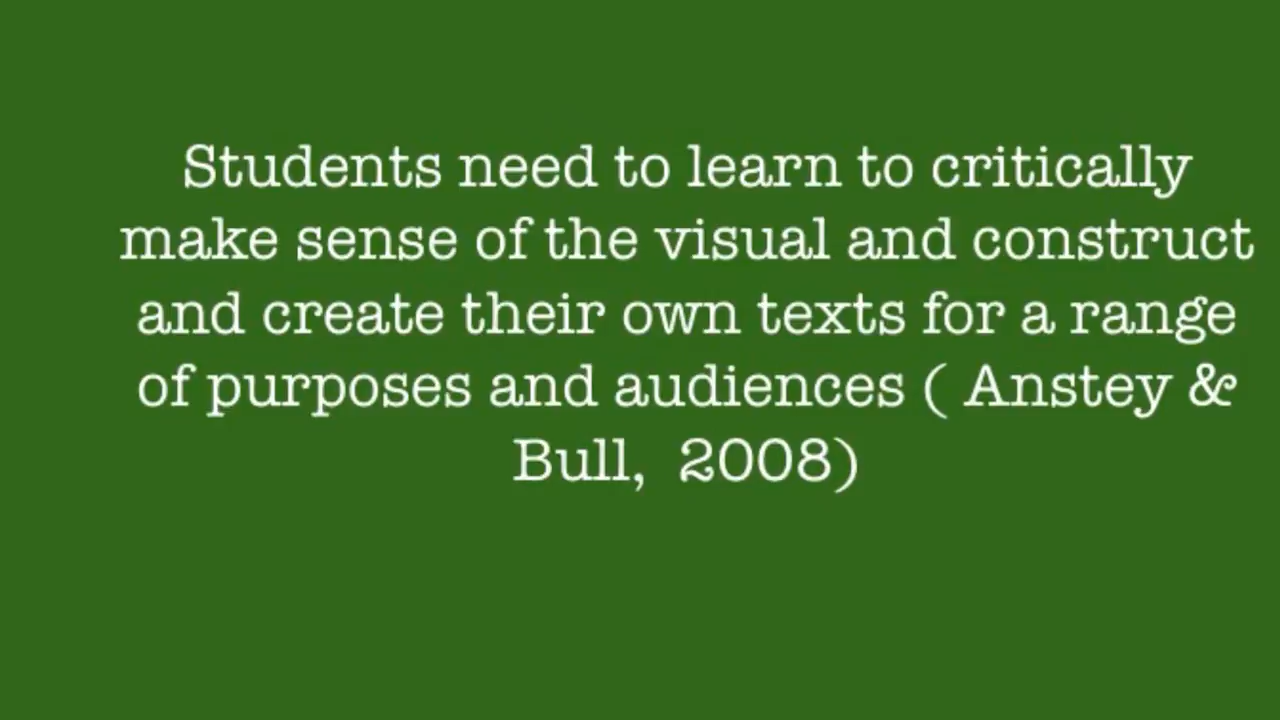 Students need to learn to critically
make sense of the visual and construct
and create their own texts for a range
of purposes and audiences ( Anstey &
Bull,  2008)